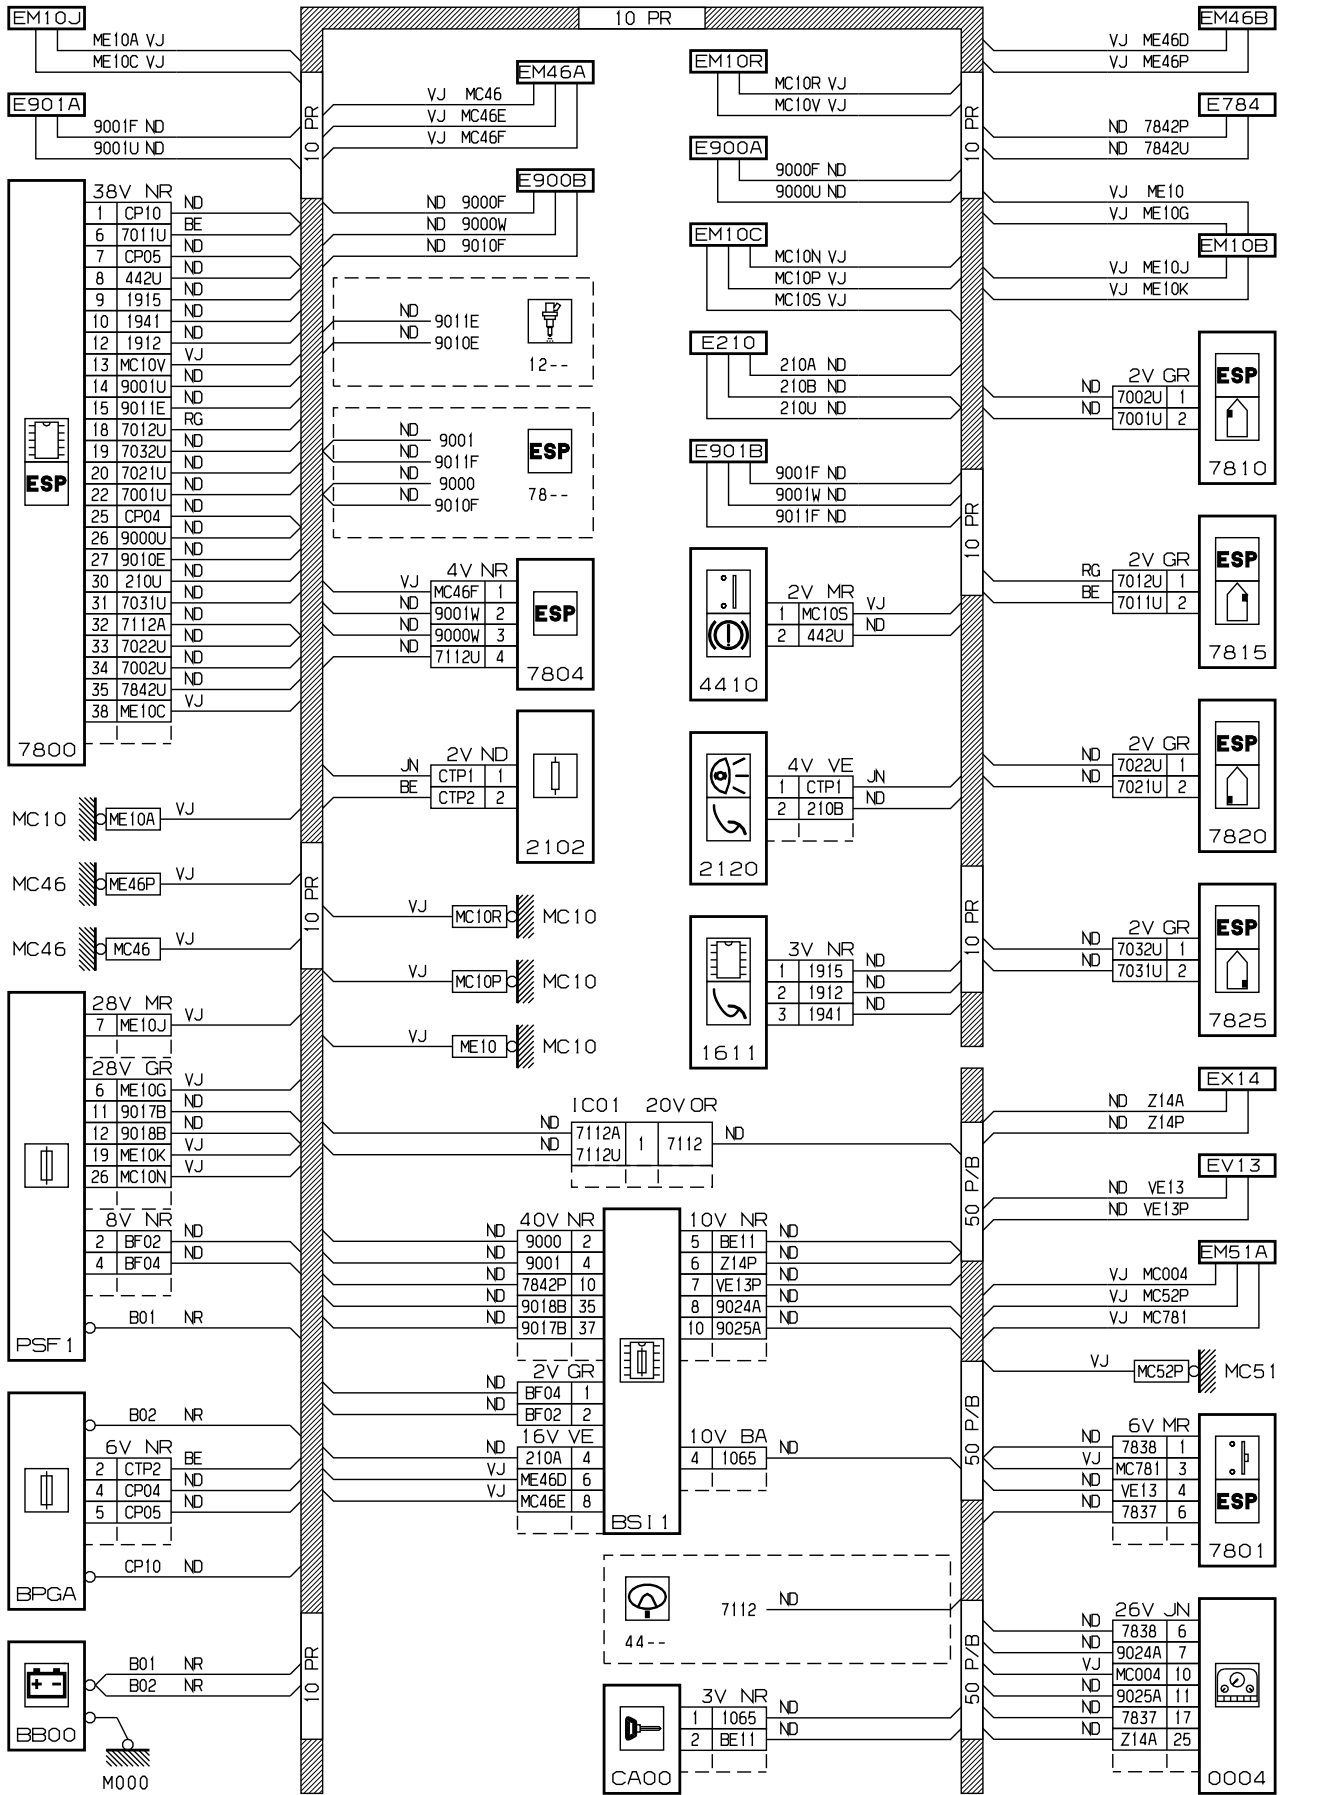 10 PR
EM10J
ME10A VJ
ME10C VJ
E901A
9001F ND
9001U ND
10 PR
38V NR
1 CP10 ND
6 7011U BE
7 CP05 ND
8 442U ND
9 1915 ND
10 1941 ND
12 1912 ND
13 MC10V VJ
14 9001U ND
15 9011E ND
18 7012U RG
19 7032U ND
20 7021U ND
22 7001U ND
25 CP04 ND
26 9000U ND
27 9010E ND
30 210U ND
31 7031U ND
32 7112A ND
33 7022U ND
34 7002U ND
35 7842U ND
38 ME10C VJ
ESP
7800
MC10 ME10A VJ
MC46 ME46P VJ
MC46 MC46 VJ
10 PR
28V MR
7 ME10J VJ
28V GR
6 ME10G VJ
11 9017B ND
12 9018B ND
19 ME10K VJ
26 MC10N VJ
8V NR
2 BF02 ND
4 BF04 ND
B01 NR
PSF1
B02 NR
6V NR
2 CTP2 BE
4 CP04 ND
5 CP05 ND
CP10 ND
BPGA
B01 NR
B02 NR
+ -
BB00
M000
10 PR
EM46A
VJ MC46
VJ MC46E
VJ MC46F
E900B
ND 9000F
ND 9000W
ND 9010F
ND 9011E
ND 9010E
12--
ND 9001
ND 9011F
ND 9000
ND 9010F
ESP
78--
4V NR
VJ MC46F 1
ND 9001W 2
ND 9000W 3
ND 7112U 4
ESP
7804
2V ND
JN CTP1 1
BE CTP2 2
2102
VJ MC10R MC10
VJ MC10P MC10
VJ ME10 MC10
IC01 20V OR
ND 7112A
ND 7112U
1 7112 ND
40V NR
ND 9000 2
ND 9001 4
ND 7842P 10
ND 9018B 35
ND 9017B 37
2V GR
ND BF04 1
ND BF02 2
16V VE
ND 210A 4
VJ ME46D 6
VJ MC46E 8
BSI1
10V NR
5 BE11 ND
6 Z14P ND
7 VE13P ND
8 9024A ND
10 9025A ND
10V BA
4 1065 ND
7112 ND
44--
3V NR
1 1065 ND
2 BE11 ND
CA00
EM10R
MC10R VJ
MC10V VJ
E900A
9000F ND
9000U ND
EM10C
MC10N VJ
MC10P VJ
MC10S VJ
E210
210A ND
210B ND
210U ND
E901B
9001F ND
9001W ND
9011F ND
2V MR
1 MC10S VJ
2 442U ND
4410
4V VE
1 CTP1 JN
2 210B ND
2120
3V NR
1 1915 ND
2 1912 ND
3 1941 ND
1611
10 PR
10 PR
10 PR
50 P/B
50 P/B
50 P/B
EM46B
VJ ME46D
VJ ME46P
E784
ND 7842P
ND 7842U
VJ ME10
VJ ME10G
EM10B
VJ ME10J
VJ ME10K
2V GR
ND 7002U 1
ND 7001U 2
ESP
7810
2V GR
RG 7012U 1
BE 7011U 2
ESP
7815
2V GR
ND 7022U 1
ND 7021U 2
ESP
7820
2V GR
ND 7032U 1
ND 7031U 2
ESP
7825
EX14
ND Z14A
ND Z14P
EV13
ND VE13
ND VE13P
EM51A
VJ MC004
VJ MC52P
VJ MC781
VJ MC52P MC51
6V MR
ND 7838 1
VJ MC781 3
ND VE13 4
ND 7837 6
ESP
7801
26V JN
ND 7838 6
ND 9024A 7
VJ MC004 10
ND 9025A 11
ND 7837 17
ND Z14A 25
0004